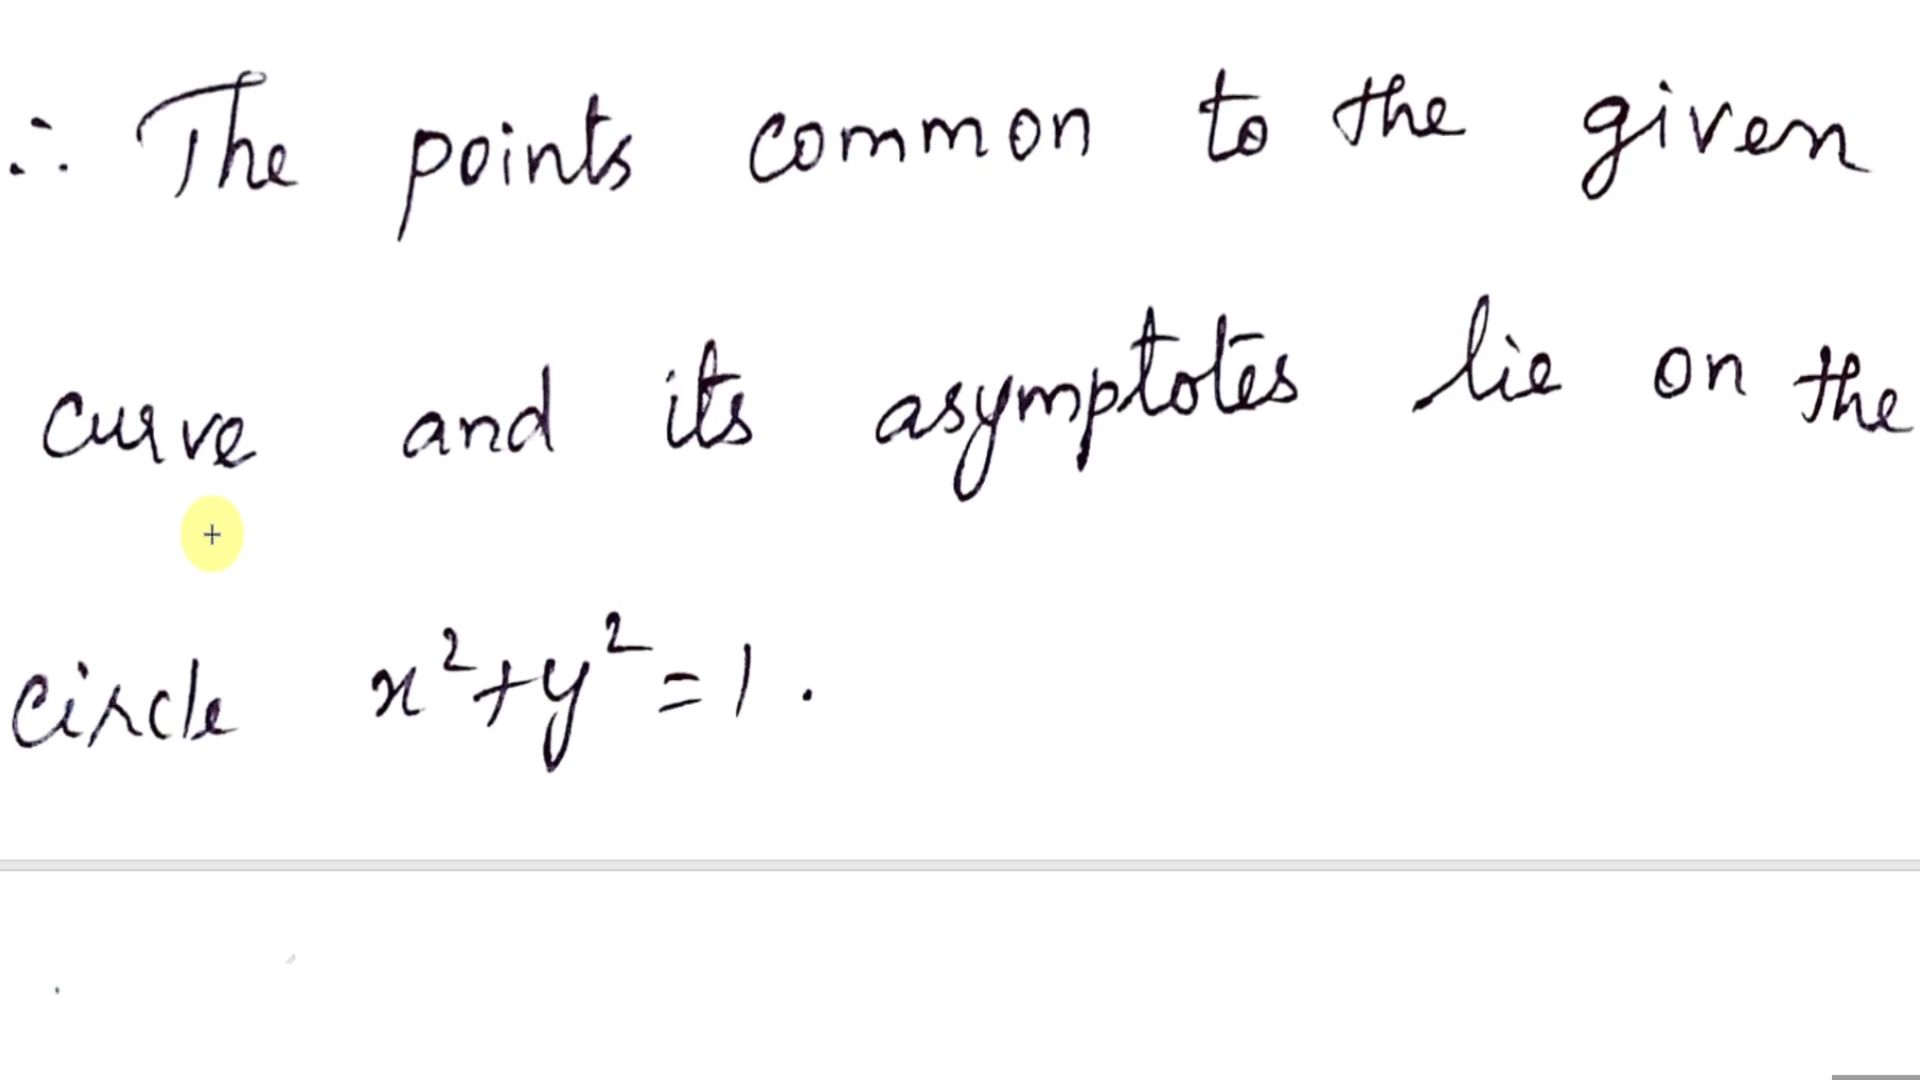 ∴ The points common to the given
curve and its asymptotes lie on the
circle x²+y²=1.